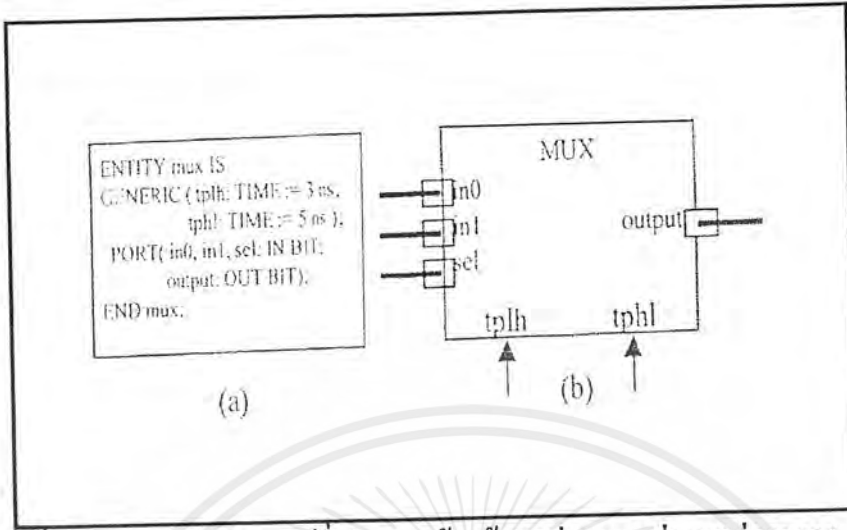 ENTITY mux IS
GENERIC ( tplh: TIME := 3 ns;
tphl: TIME := 5 ns );
PORT( in0, in1, sel: IN BIT;
output: OUT BIT);
END mux;
(a)
MUX
in0
in1
sel
output
tplh
tphl
(b)